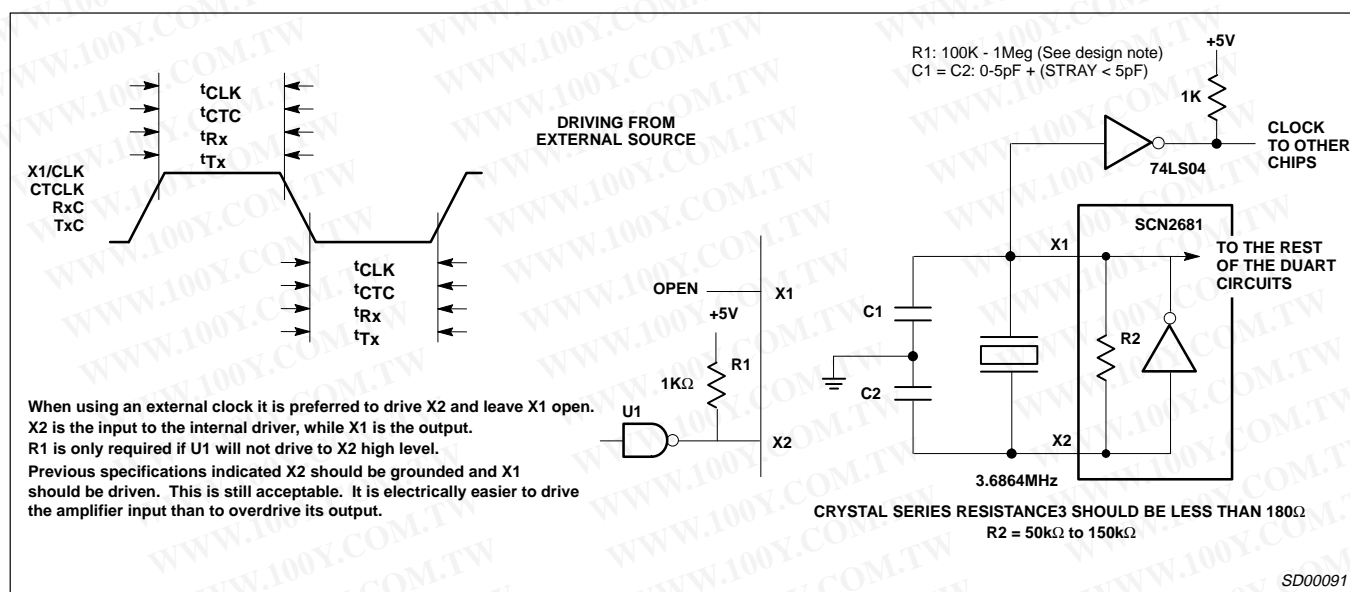 tCLK
tCTC
tRx
tTx
X1/CLK
CTCLK
RxC
TxC
tCLK
tCTC
tRx
tTx
When using an external clock it is preferred to drive X2 and leave X1 open.
X2 is the input to the internal driver, while X1 is the output.
R1 is only required if U1 will not drive to X2 high level.
Previous specifications indicated X2 should be grounded and X1
should be driven.  This is still acceptable.  It is electrically easier to drive
the amplifier input than to overdrive its output.
DRIVING FROM
EXTERNAL SOURCE
OPEN
X1
+5V
R1
1KΩ
U1
X2
R1: 100K - 1Meg (See design note)
C1 = C2: 0-5pF + (STRAY < 5pF)
+5V
1K
CLOCK
TO OTHER
CHIPS
74LS04
SCN2681
X1
TO THE REST
OF THE DUART
CIRCUITS
C1
R2
C2
X2
3.6864MHz
CRYSTAL SERIES RESISTANCE3 SHOULD BE LESS THAN 180Ω
R2 = 50kΩ to 150kΩ
SD00091
WWW.100Y.COM.TW